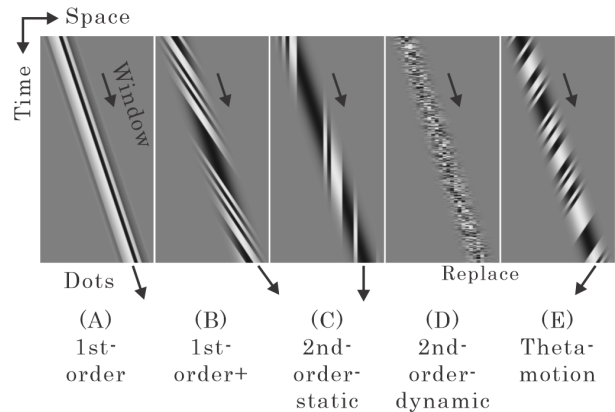 Space
Time
Window
Dots
Replace
(A)
1st-
order
(B)
1st-
order+
(C)
2nd-
order-
static
(D)
2nd-
order-
dynamic
(E)
Theta-
motion